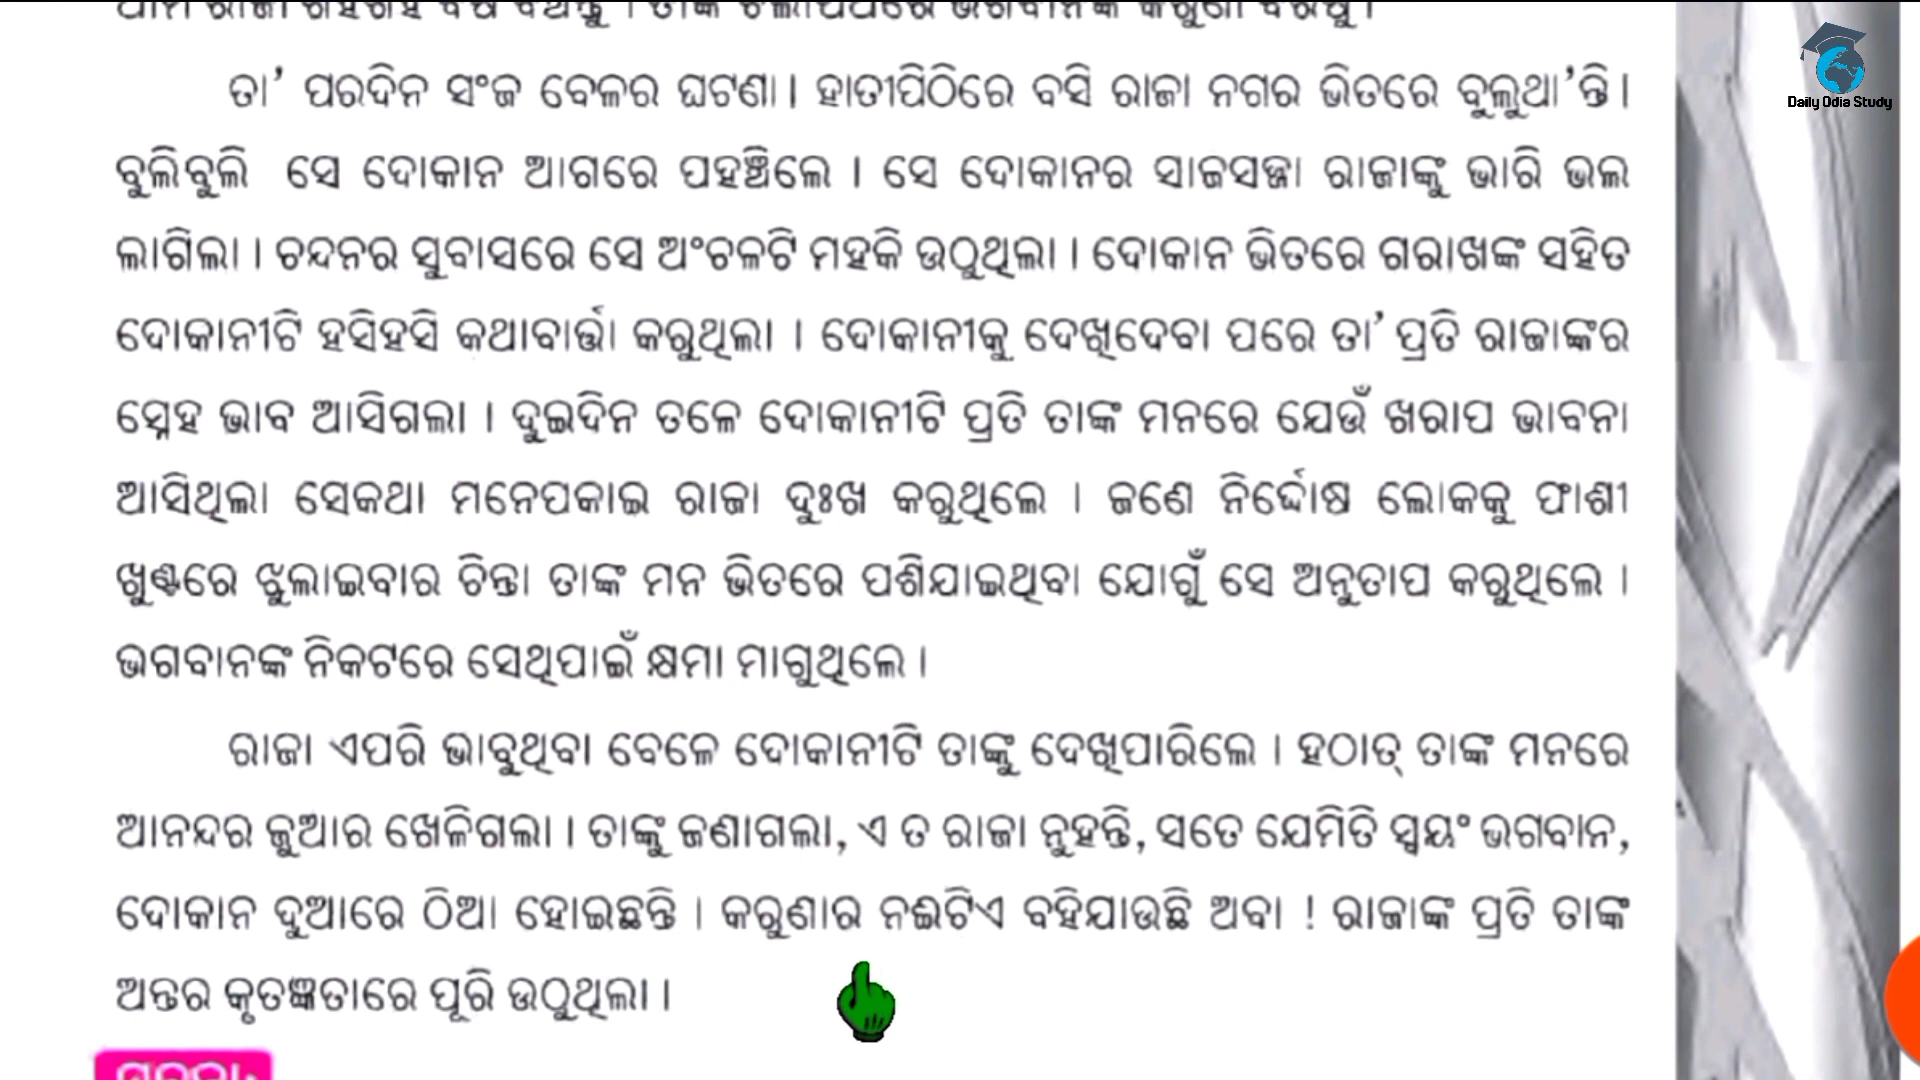 ତା’ ପରଦିନ ସଂଜ ବେଳର ଘଟଣା । ହାତୀପିଠିରେ ବସି ରାଜା ନଗର ଭିତରେ ବୁଲୁଥା’ନ୍ତି ।
ବୁଲିବୁଲି ସେ ଦୋକାନ ଆଗରେ ପହଞ୍ଚିଲେ । ସେ ଦୋକାନର ସାଜସଜ୍ଜା ରାଜାଙ୍କୁ ଭାରି ଭଲ
ଲାଗିଲା । ଚନ୍ଦନର ସୁବାସରେ ସେ ଅଂଚଳଟି ମହକି ଉଠୁଥିଲା । ଦୋକାନ ଭିତରେ ଗରାଖଙ୍କ ସହିତ
ଦୋକାନୀଟି ହସିହସି କଥାବାର୍ତ୍ତା କରୁଥିଲା । ଦୋକାନୀକୁ ଦେଖିଦେବା ପରେ ତା’ ପ୍ରତି ରାଜାଙ୍କର
ସ୍ନେହ ଭାବ ଆସିଗଲା । ଦୁଇଦିନ ତଳେ ଦୋକାନୀଟି ପ୍ରତି ତାଙ୍କ ମନରେ ଯେଉଁ ଖରାପ ଭାବନା
ଆସିଥିଲା ସେକଥା ମନେପକାଇ ରାଜା ଦୁଃଖ କରୁଥିଲେ । ଜଣେ ନିର୍ଦ୍ଦୋଷ ଲୋକକୁ ଫାଶୀ
ଖୁଣ୍ଟରେ ଝୁଲାଇବାର ଚିନ୍ତା ତାଙ୍କ ମନ ଭିତରେ ପଶିଯାଇଥିବା ଯୋଗୁଁ ସେ ଅନୁତାପ କରୁଥିଲେ ।
ଭଗବାନଙ୍କ ନିକଟରେ ସେଥିପାଇଁ କ୍ଷମା ମାଗୁଥିଲେ ।
ରାଜା ଏପରି ଭାବୁଥିବା ବେଳେ ଦୋକାନୀଟି ତାଙ୍କୁ ଦେଖିପାରିଲେ । ହଠାତ୍ ତାଙ୍କ ମନରେ
ଆନନ୍ଦର ଜୁଆର ଖେଳିଗଲା । ତାଙ୍କୁ ଜଣାଗଲା, ଏ ତ ରାଜା ନୁହନ୍ତି, ସତେ ଯେମିତି ସ୍ୱୟଂ ଭଗବାନ,
ଦୋକାନ ଦୁଆରେ ଠିଆ ହୋଇଛନ୍ତି । କରୁଣାର ନଈଟିଏ ବହିଯାଉଛି ଅବା ! ରାଜାଙ୍କ ପ୍ରତି ତାଙ୍କ
ଅନ୍ତର କୃତଜ୍ଞତାରେ ପୂରି ଉଠୁଥିଲା ।
Daily Odia Study